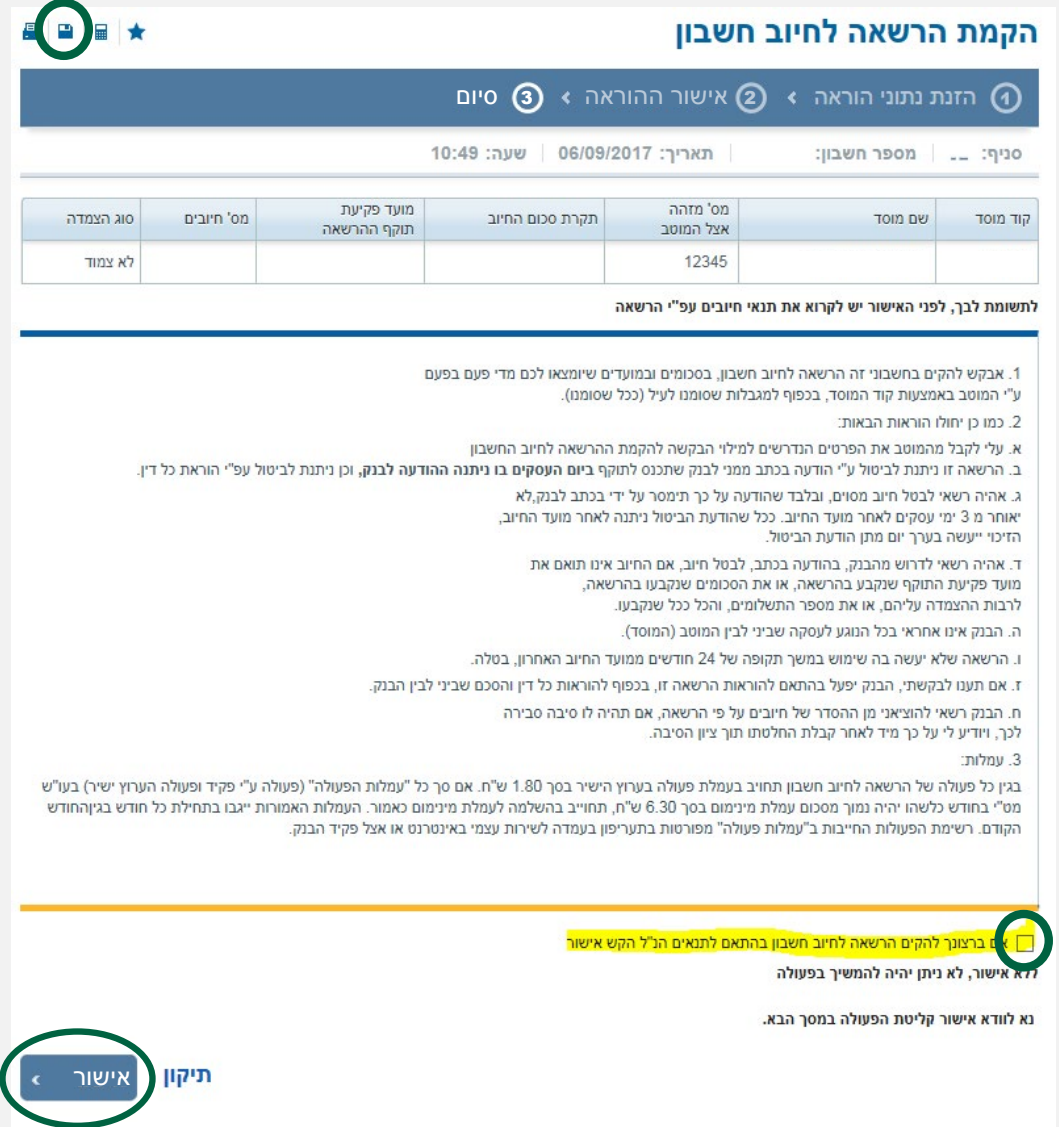 הקמת הרשאה לחיוב חשבון
1 הזנת נתוני הוראה › 2 אישור ההוראה › 3 סיום
סניף: -- | מספר חשבון: | תאריך: 06/09/2017 | שעה: 10:49
קוד מוסד | שם מוסד | מס' מזהה אצל המוטב | תקרת סכום החיוב | מועד פקיעת תוקף ההרשאה | מס' חיובים | סוג הצמדה
12345 | לא צמוד
לתשומת לבך, לפני האישור יש לקרוא את תנאי חיובים עפ"י הרשאה
1. אבקש להקים בחשבוני זה הרשאה לחיוב חשבון, בסכומים ובמועדים שיומצאו לכם מדי פעם בפעם
ע"י המוטב באמצעות קוד המוסד, בכפוף למגבלות שסומנו לעיל (ככל שסומנו).
2. כמו כן יחולו הוראות הבאות:
א. עלי לקבל מהמוטב את הפרטים הנדרשים למילוי הבקשה להקמת ההרשאה לחיוב החשבון
ב. הרשאה זו ניתנת לביטול ע"י הודעה בכתב ממני לבנק שתכנס לתוקף ביום העסקים בו ניתנה ההודעה לבנק, וכן ניתנת לביטול עפ"י הוראת כל דין.
ג. אהיה רשאי לבטל חיוב מסוים, ובלבד שהודעה על כך תימסר על ידי בכתב לבנק,לא
יאוחר מ 3 ימי עסקים לאחר מועד החיוב. ככל שהודעת הביטול ניתנה לאחר מועד החיוב,
הזיכוי ייעשה בערך יום מתן הודעת הביטול.
ד. אהיה רשאי לדרוש מהבנק, בהודעה בכתב, לבטל חיוב, אם החיוב אינו תואם את
מועד פקיעת התוקף שנקבע בהרשאה, או את הסכומים שנקבעו בהרשאה,
לרבות ההצמדה עליהם, או את מספר התשלומים, והכל ככל שנקבעו.
ה. הבנק אינו אחראי בכל הנוגע לעסקה שביני לבין המוטב (המוסד).
ו. הרשאה שלא יעשה בה שימוש במשך תקופה של 24 חודשים ממועד החיוב האחרון, בטלה.
ז. אם תענו לבקשתי, הבנק יפעל בהתאם להוראות הרשאה זו, בכפוף להוראות כל דין והסכם שביני לבין הבנק.
ח. הבנק רשאי להוציאני מן ההסדר של חיובים על פי הרשאה, אם תהיה לו סיבה סבירה
לכך, ויודיע לי על כך מיד לאחר קבלת החלטתו תוך ציון הסיבה.
3. עמלות:
בגין כל פעולה של הרשאה לחיוב חשבון תחויב בעמלת פעולה בערוץ הישיר בסך 1.80 ש"ח. אם סך כל "עמלות הפעולה" (פעולה ע"י פקיד ופעולה הערוץ ישיר) בעו"ש
מט"י בחודש כלשהו יהיה נמוך מסכום עמלת מינימום בסך 6.30 ש"ח, תחוייב בהשלמה לעמלת מינימום כאמור. העמלות האמורות ייגבו בתחילת כל חודש בגיןהחודש
הקודם. רשימת הפעולות החייבות ב"עמלות פעולה" מפורטות בתעריפון בעמדה לשירות עצמי באינטרנט או אצל פקיד הבנק.
אם ברצונך להקים הרשאה לחיוב חשבון בהתאם לתנאים הנ"ל הקש אישור
ללא אישור, לא ניתן יהיה להמשיך בפעולה
נא לוודא אישור קליטת הפעולה במסך הבא.
תיקון אישור ›